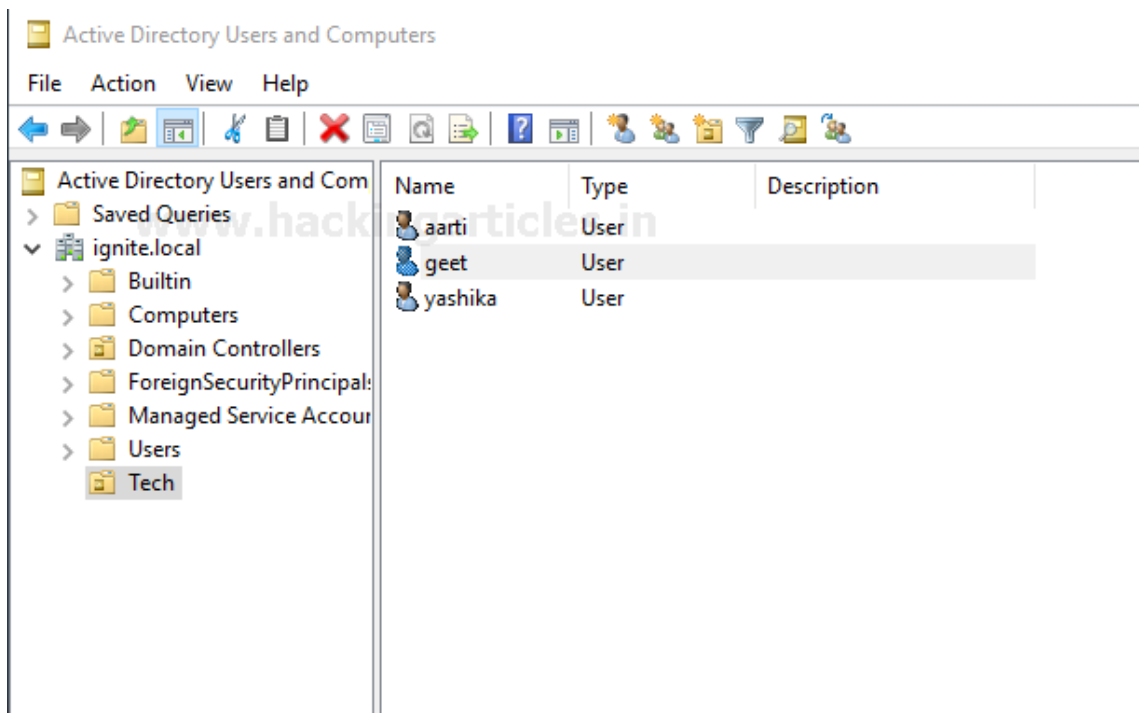 Active Directory Users and Computers
File Action View Help
Active Directory Users and Com
Saved Queries
ignite.local
Builtin
Computers
Domain Controllers
ForeignSecurityPrincipals
Managed Service Accour
Users
Tech
Name Type Description
aarti User
geet User
yashika User
www.hackingarticles.in